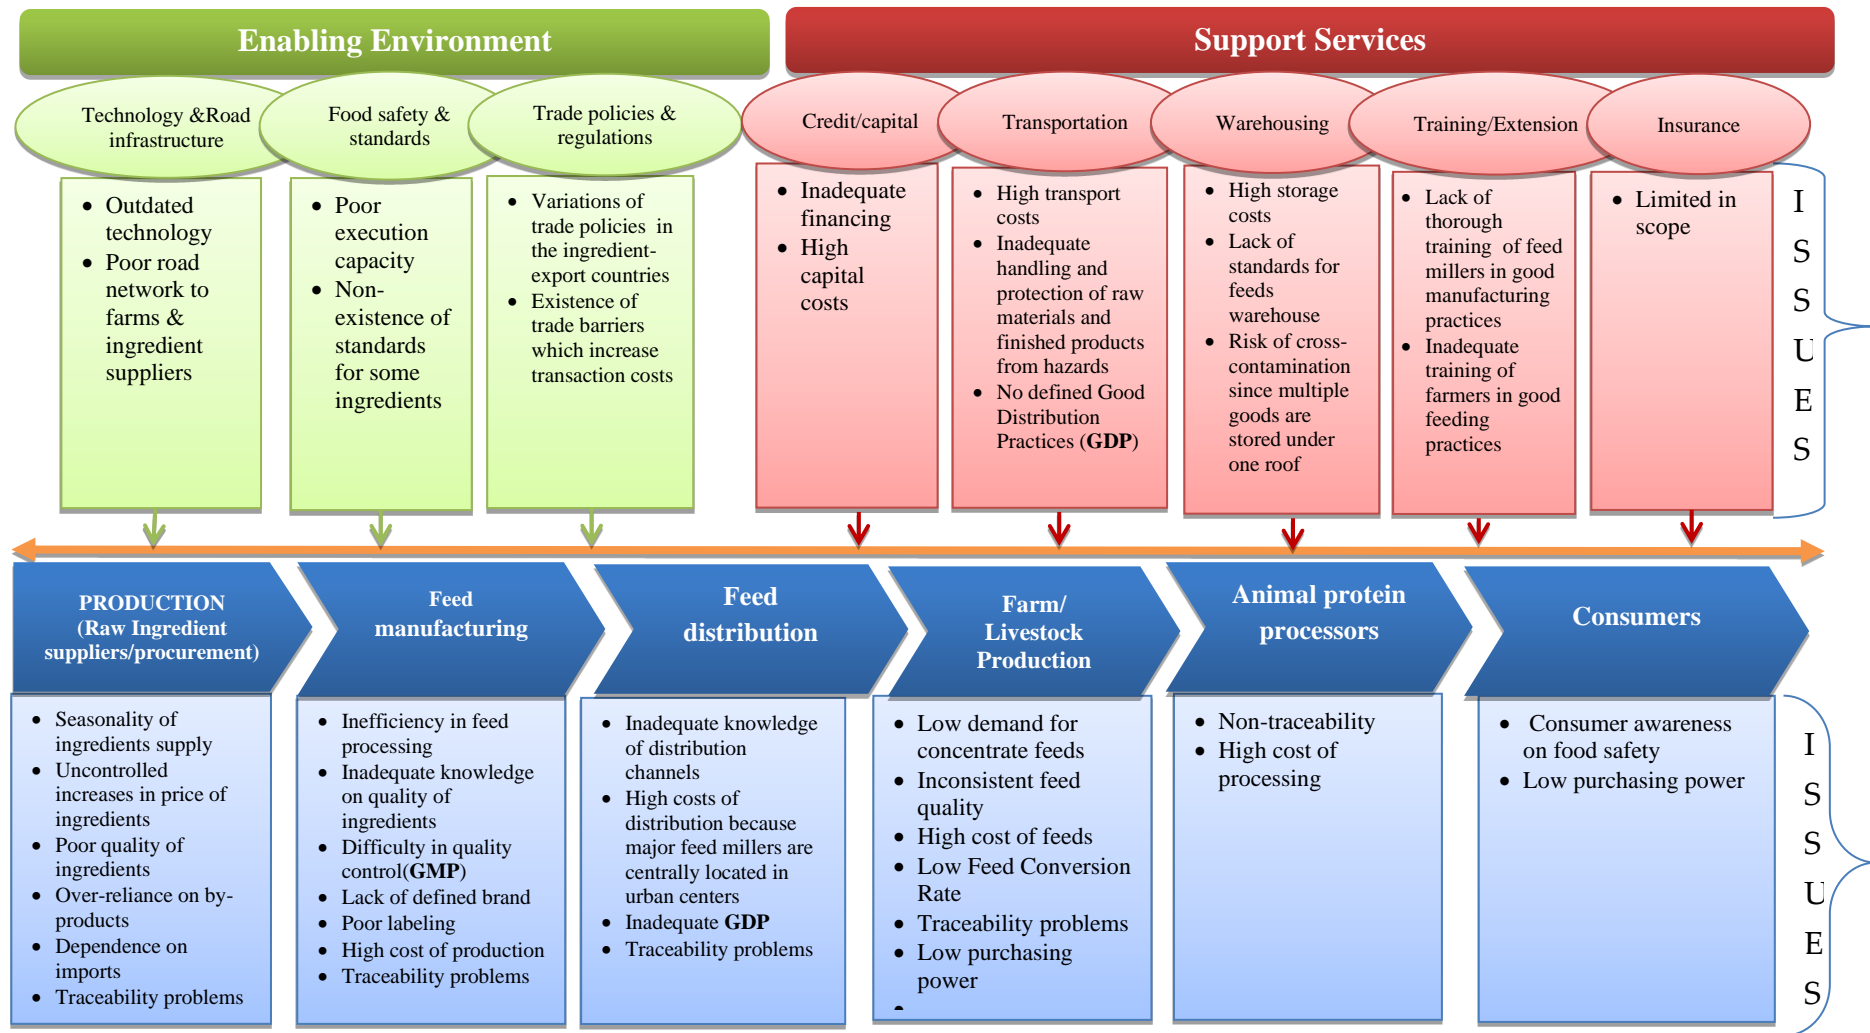 Enabling Environment
Support Services
Technology &Road
infrastructure
Food safety &
standards
Trade policies &
regulations
Credit/capital
Transportation
Warehousing
Training/Extension
Insurance
• Outdated
technology
• Poor road
network to
farms &
ingredient
suppliers
• Poor
execution
capacity
• Non-
existence of
standards
for some
ingredients
• Variations of
trade policies in
the ingredient-
export countries
• Existence of
trade barriers
which increase
transaction costs
• Inadequate
financing
• High
capital
costs
• High transport
costs
• Inadequate
handling and
protection of raw
materials and
finished products
from hazards
• No defined Good
Distribution
Practices (GDP)
• High storage
costs
• Lack of
standards for
feeds
warehouse
• Risk of cross-
contamination
since multiple
goods are
stored under
one roof
• Lack of
thorough
training of feed
millers in good
manufacturing
practices
• Inadequate
training of
farmers in good
feeding
practices
• Limited in
scope
I
S
S
U
E
S
PRODUCTION
(Raw Ingredient
suppliers/procurement)
Feed
manufacturing
Feed
distribution
Farm/
Livestock
Production
Animal protein
processors
Consumers
• Seasonality of
ingredients supply
• Uncontrolled
increases in price of
ingredients
• Poor quality of
ingredients
• Over-reliance on by-
products
• Dependence on
imports
• Traceability problems
• Inefficiency in feed
processing
• Inadequate knowledge
on quality of
ingredients
• Difficulty in quality
control(GMP)
• Lack of defined brand
• Poor labeling
• High cost of production
• Traceability problems
• Inadequate knowledge
of distribution
channels
• High costs of
distribution because
major feed millers are
centrally located in
urban centers
• Inadequate GDP
• Traceability problems
• Low demand for
concentrate feeds
• Inconsistent feed
quality
• High cost of feeds
• Low Feed Conversion
Rate
• Traceability problems
• Low purchasing
power
•
• Non-traceability
• High cost of
processing
• Consumer awareness
on food safety
• Low purchasing power
I
S
S
U
E
S